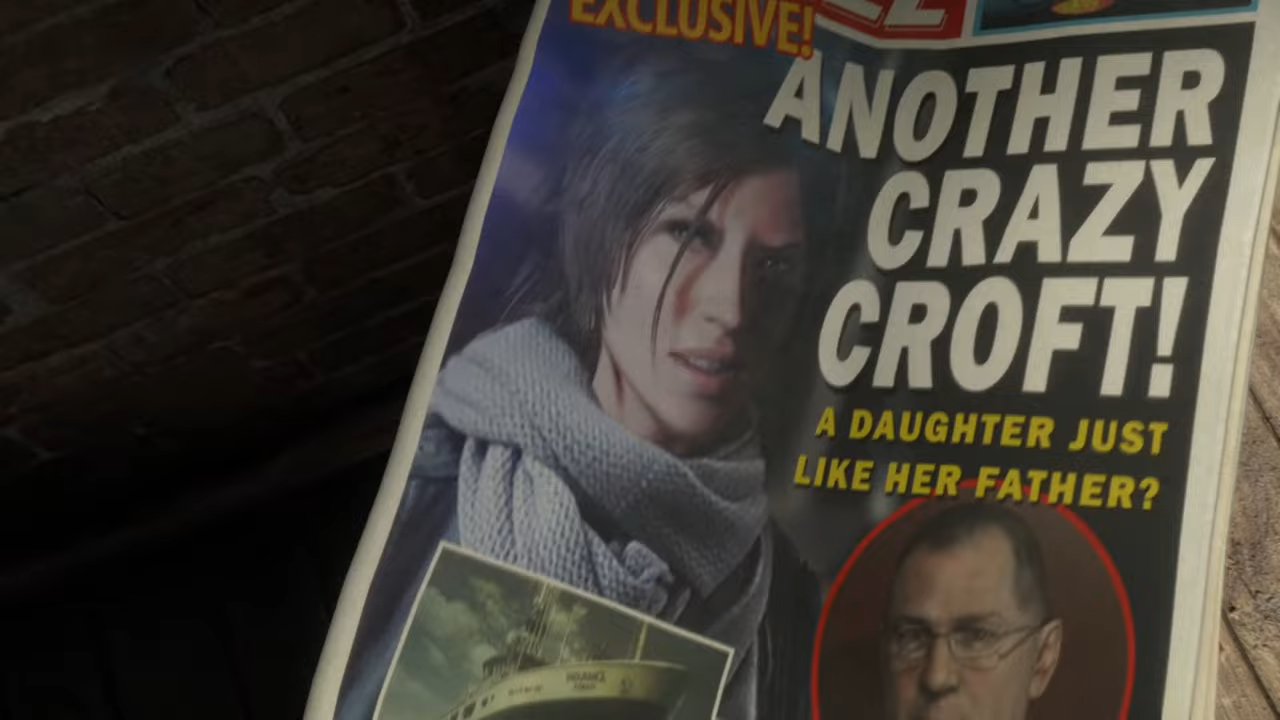 EXCLUSIVE!
ANOTHER
CRAZY
CROFT!
A DAUGHTER JUST
LIKE HER FATHER?